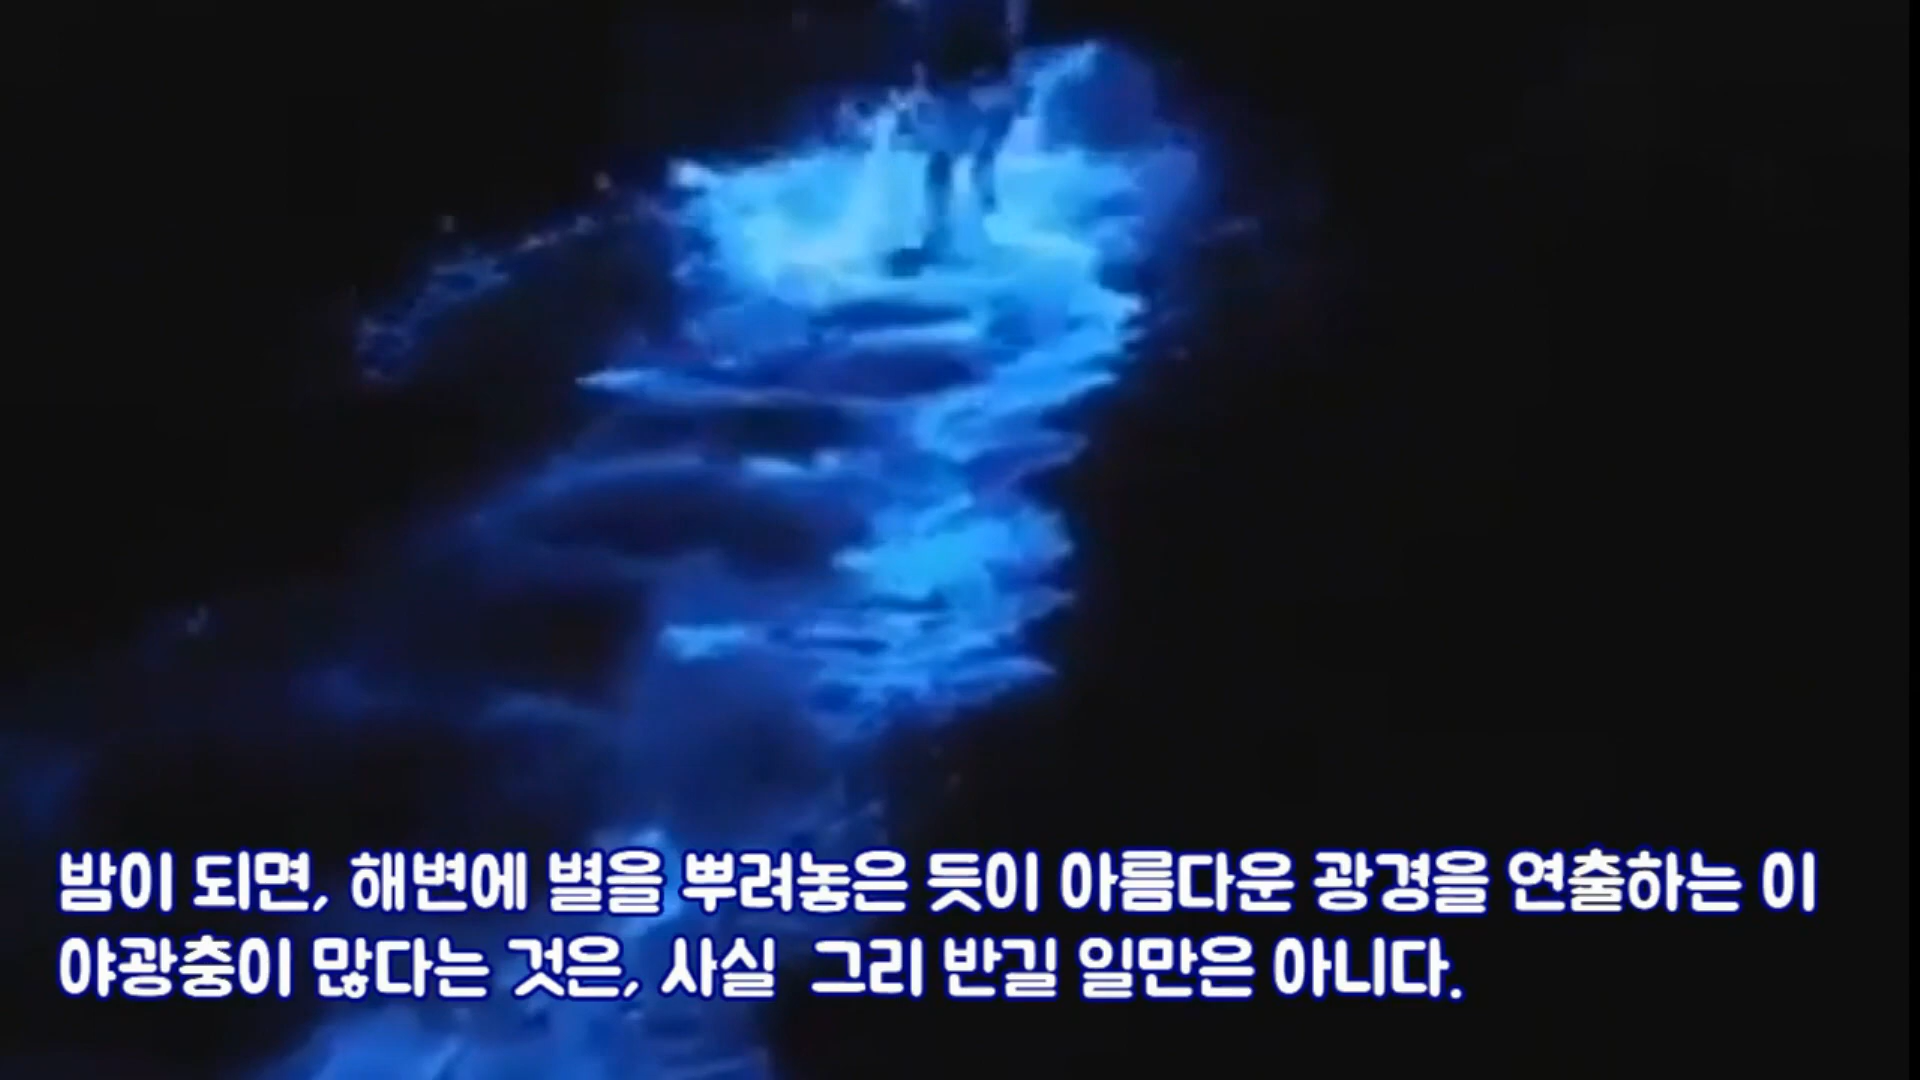 밤이 되면, 해변에 별을 뿌려놓은 듯이 아름다운 광경을 연출하는 이
야광충이 많다는 것은, 사실 그리 반길 일만은 아니다.